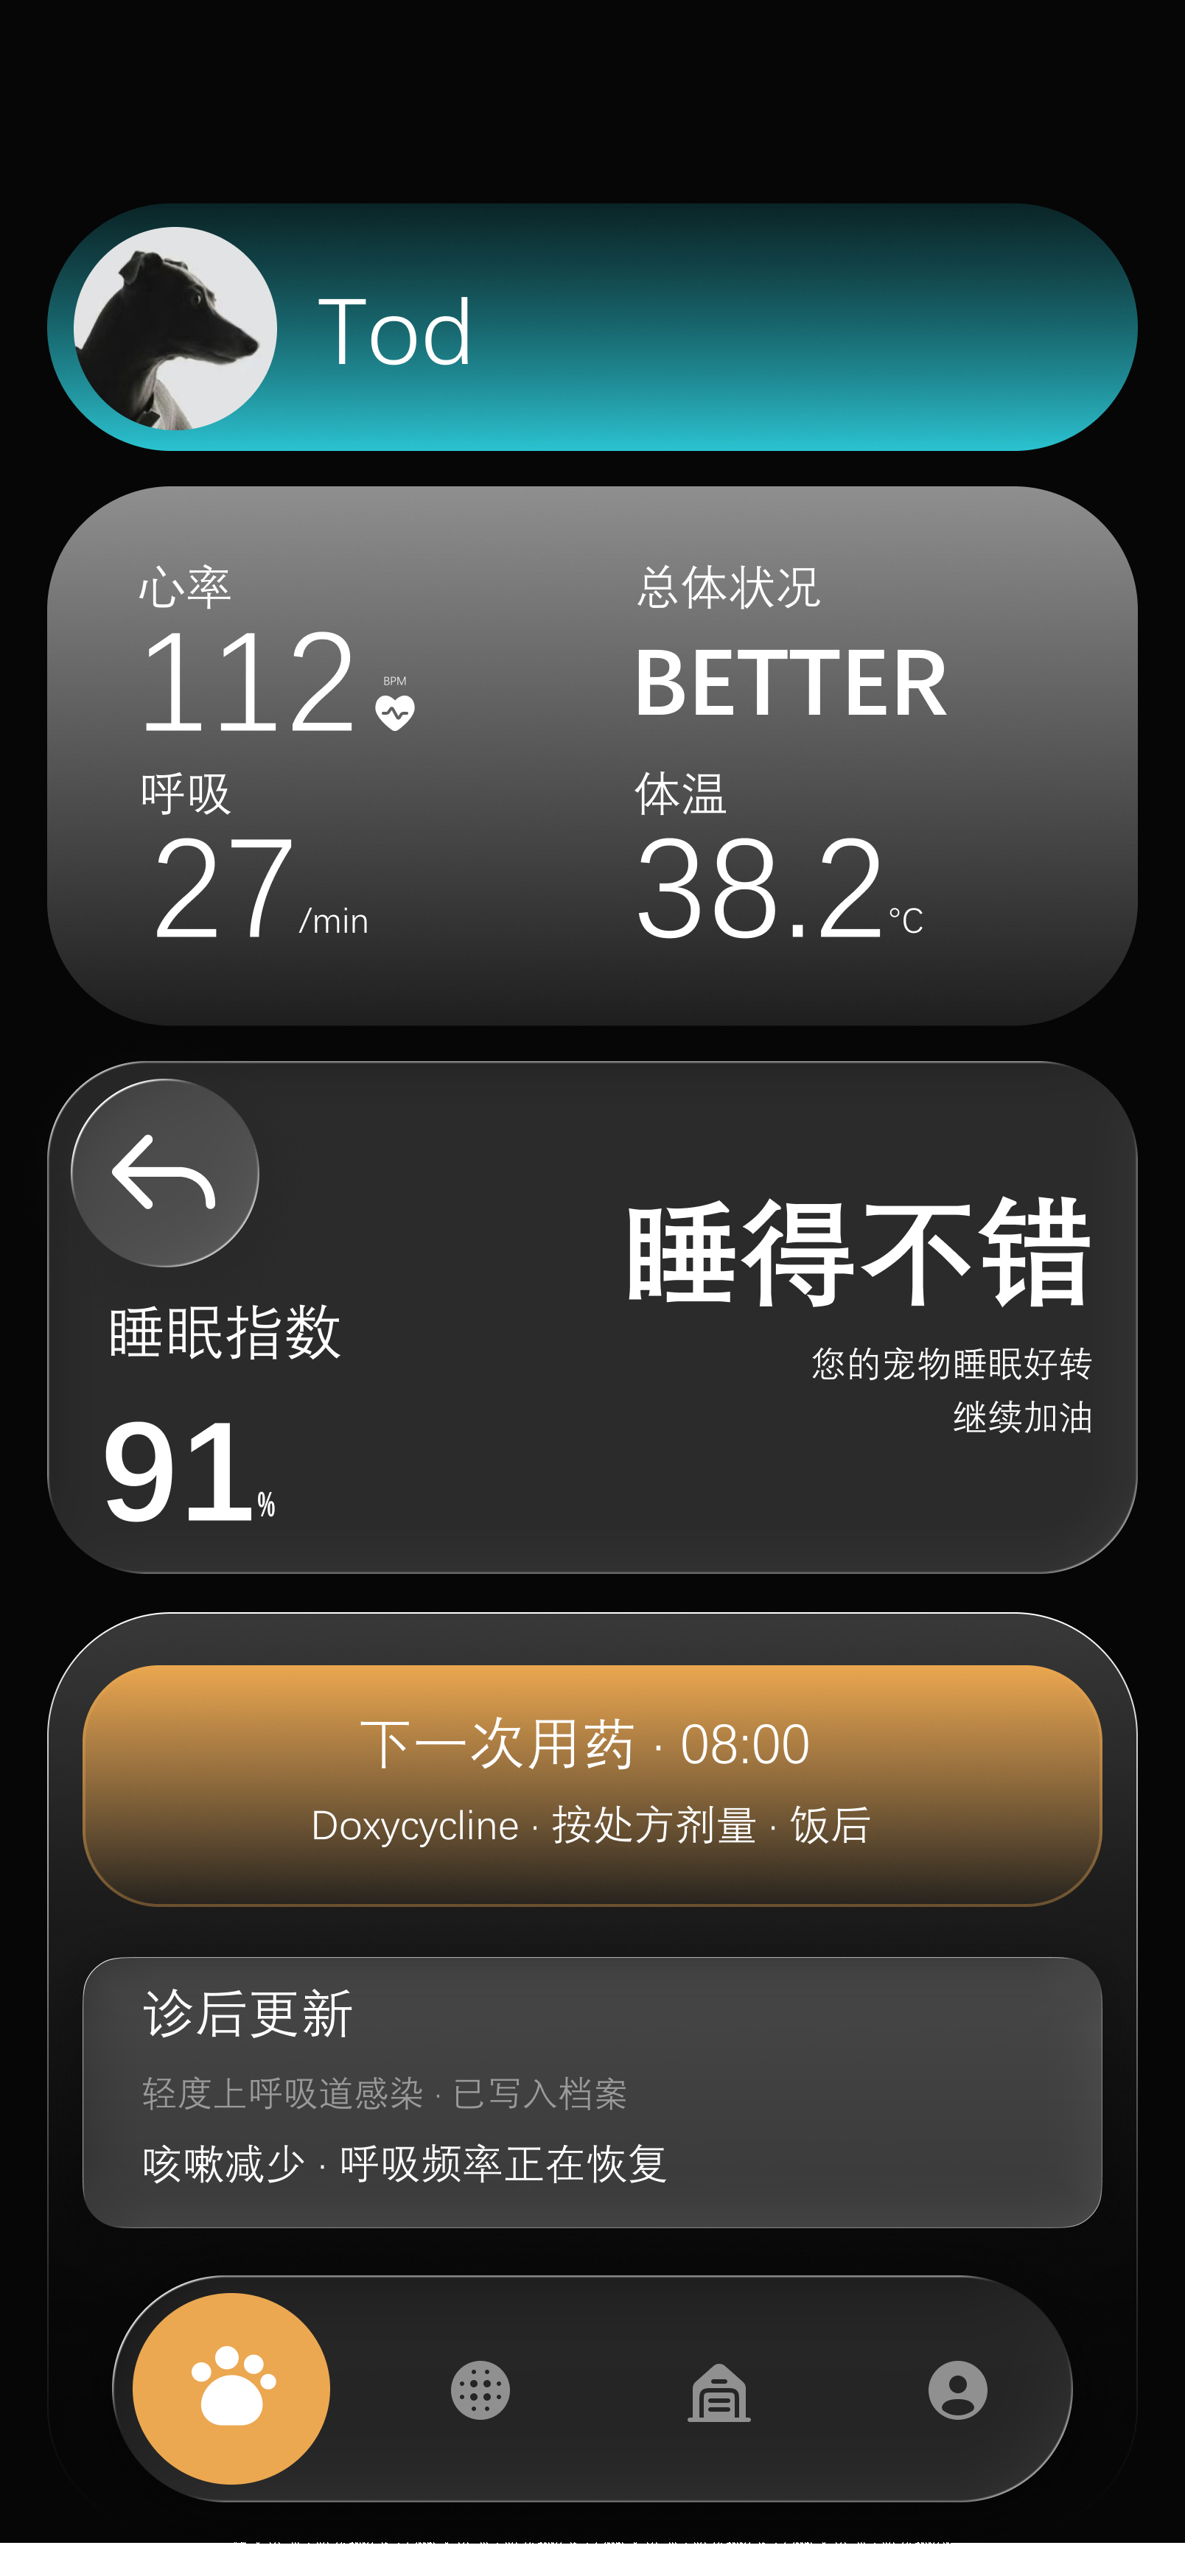 Tod
心率
112 BPM
总体状况
BETTER
呼吸
27/min
体温
38.2°C
睡眠指数
91%
睡得不错
您的宠物睡眠好转
继续加油
下一次用药 · 08:00
Doxycycline · 按处方剂量 · 饭后
诊后更新
轻度上呼吸道感染 · 已写入档案
咳嗽减少 · 呼吸频率正在恢复